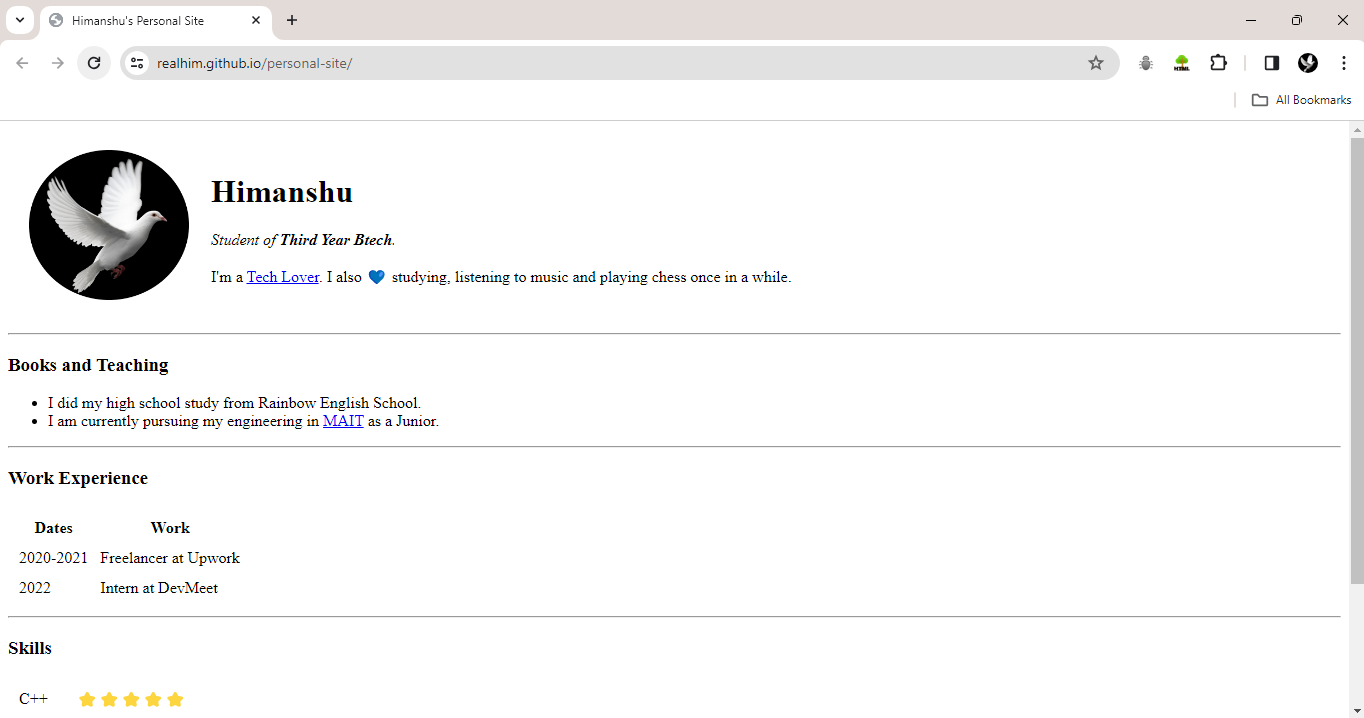 Himanshu's Personal Site
realhim.github.io/personal-site/
HTML
All Bookmarks
Himanshu
Student of Third Year Btech.
I'm a Tech Lover. I also 💙 studying, listening to music and playing chess once in a while.
Books and Teaching
I did my high school study from Rainbow English School.
I am currently pursuing my engineering in MAIT as a Junior.
Work Experience
Dates Work
2020-2021 Freelancer at Upwork
2022 Intern at DevMeet
Skills
C++